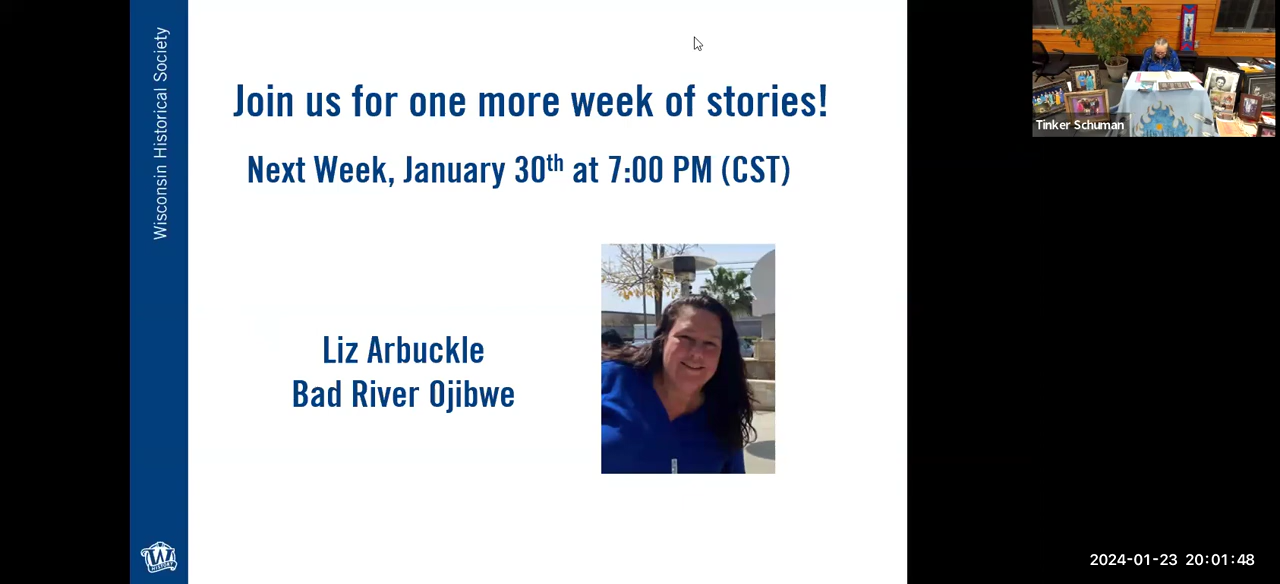 Wisconsin Historical Society
Join us for one more week of stories!
Next Week, January 30th at 7:00 PM (CST)
Liz Arbuckle
Bad River Ojibwe
W
HISTORY
Tinker Schuman
2024-01-23 20:01:48